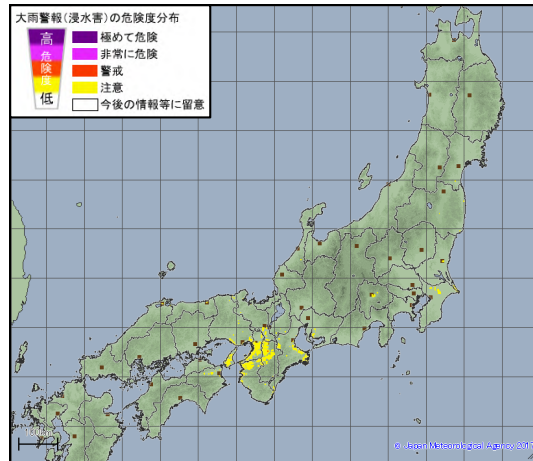 大雨警報(浸水害)の危険度分布
高
危
険
度
低
極めて危険
非常に危険
警戒
注意
今後の情報等に留意
© Japan Meteorological Agency 2017